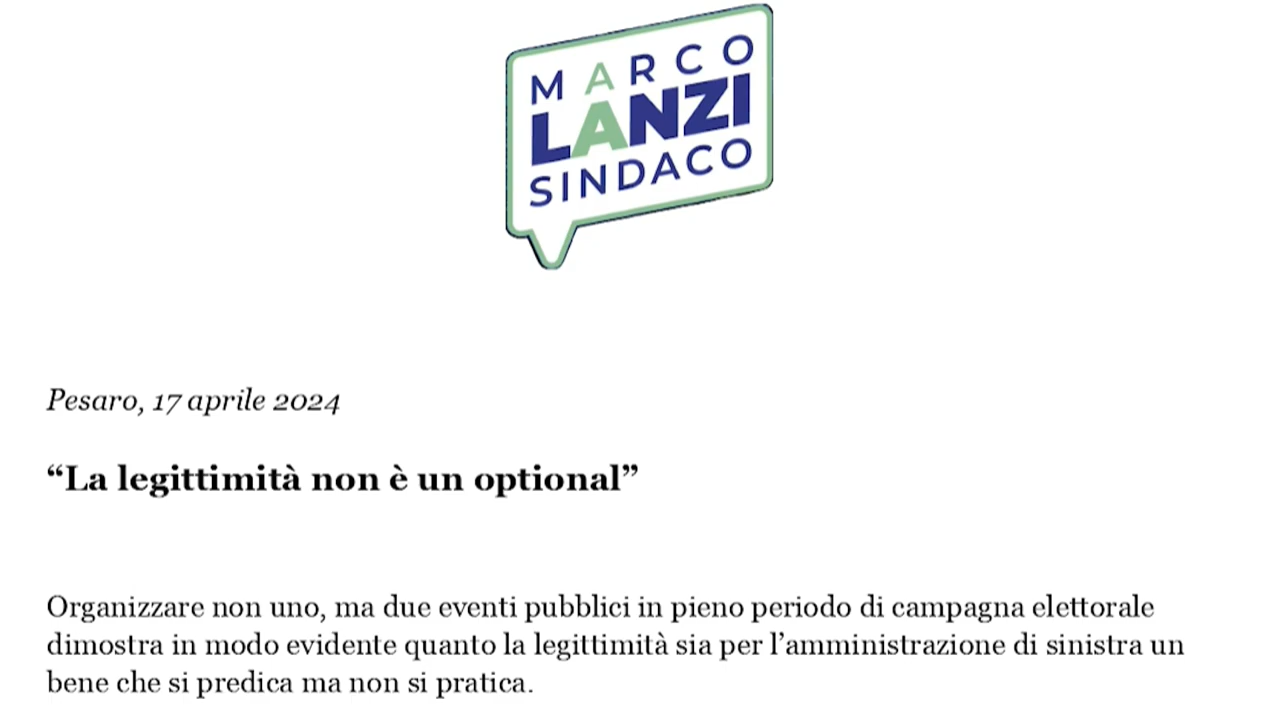 MARCO
LANZI
SINDACO
Pesaro, 17 aprile 2024
“La legittimità non è un optional”
Organizzare non uno, ma due eventi pubblici in pieno periodo di campagna elettorale
dimostra in modo evidente quanto la legittimità sia per l’amministrazione di sinistra un
bene che si predica ma non si pratica.